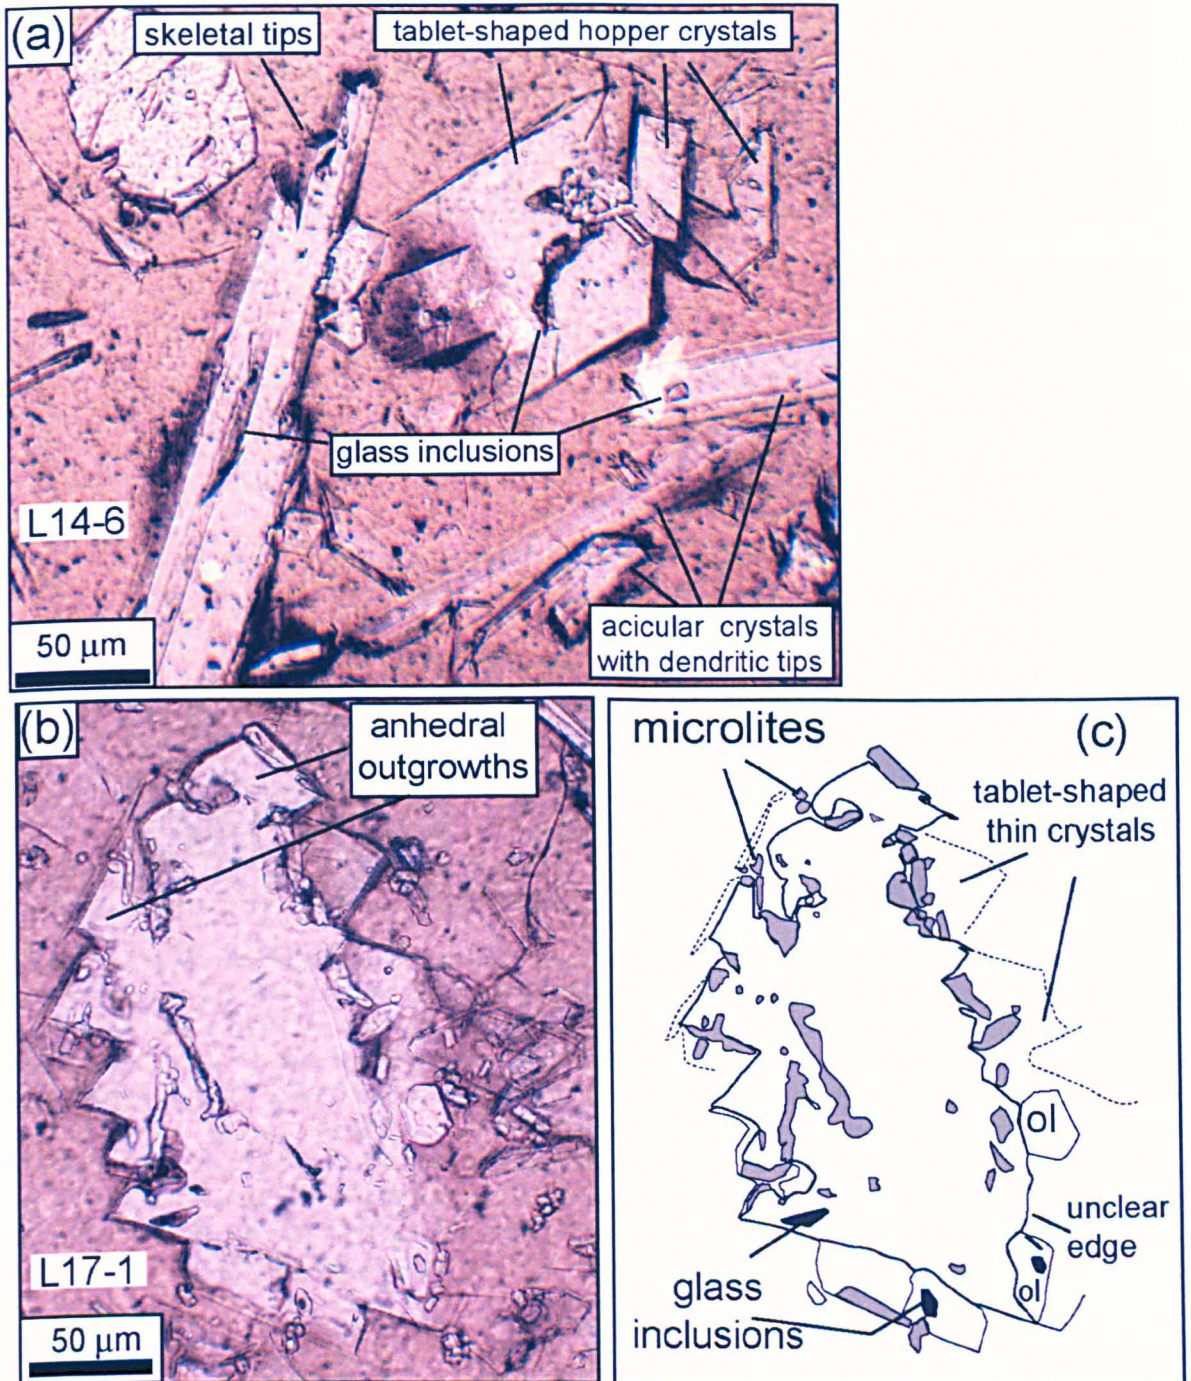 (a)
skeletal tips
tablet-shaped hopper crystals
glass inclusions
L14-6
acicular crystals
with dendritic tips
50 μm
(b)
anhedral
outgrowths
L17-1
50 μm
microlites
(c)
tablet-shaped
thin crystals
ol
unclear
edge
ol
glass
inclusions